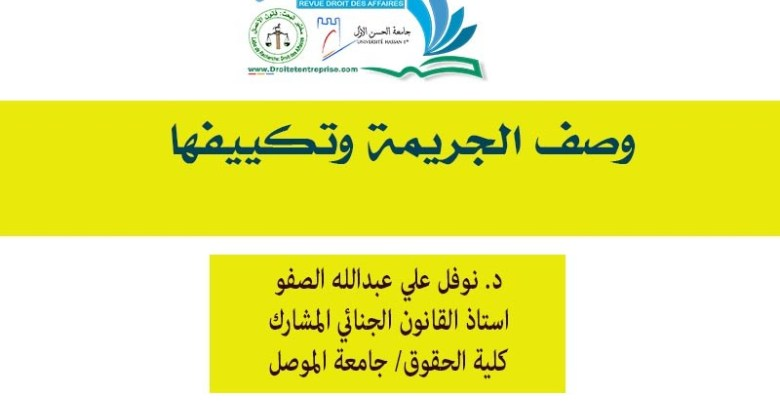 REVUE DROIT DES AFFAIRES
جامعة الحسن الأول
UNIVERSITÉ HASSAN 1er
www.Droitetentreprise.com
وصف الجريمة وتكييفها
د. نوفل علي عبدالله الصفو
استاذ القانون الجنائي المشارك
كلية الحقوق/ جامعة الموصل